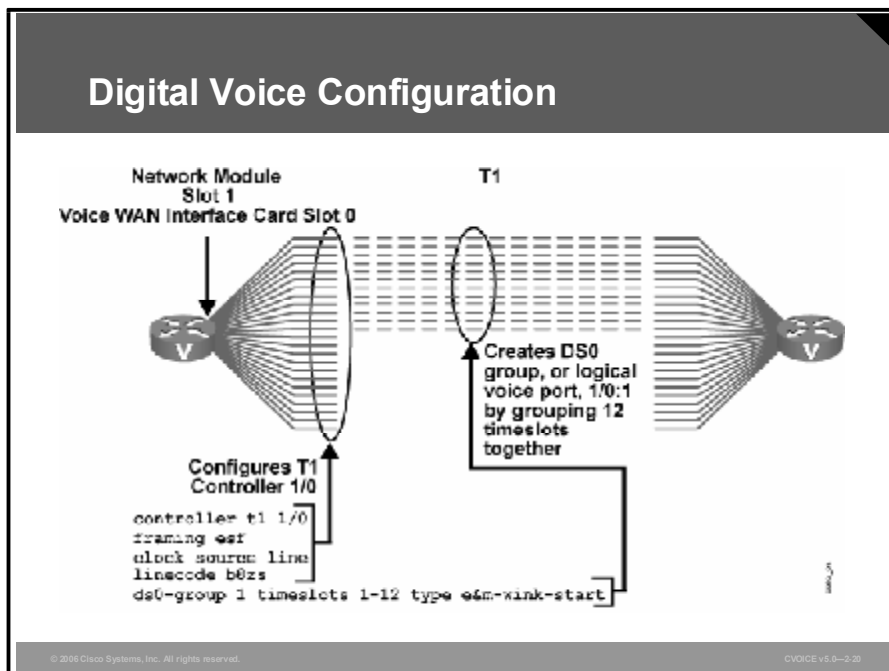 Digital Voice Configuration
Network Module
Slot 1
Voice WAN Interface Card Slot 0
T1
V
V
Creates DS0
group, or logical
voice port, 1/0:1
by grouping 12
timeslots
together
Configures T1
Controller 1/0
controller t1 1/0
framing esf
clock source line
linecode b8zs
ds0-group 1 timeslots 1-12 type e&m-wink-start
© 2006 Cisco Systems, Inc. All rights reserved.
CVOICE v5.0—2-20